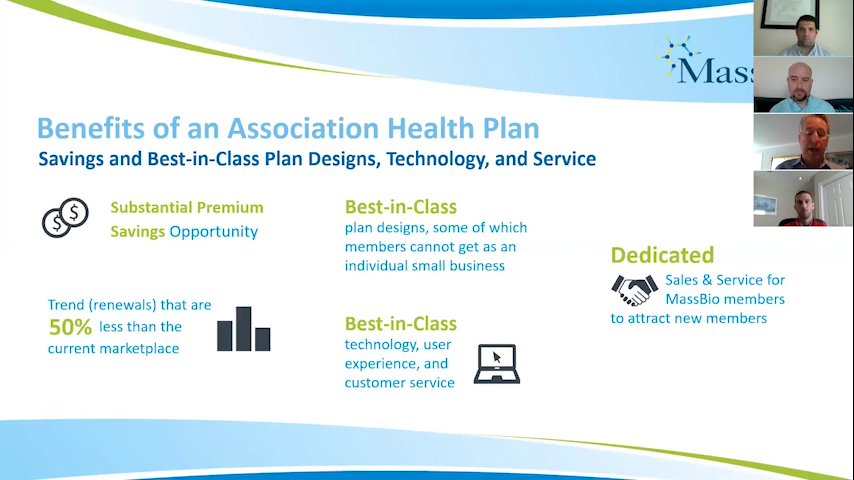 Mass
Benefits of an Association Health Plan
Savings and Best-in-Class Plan Designs, Technology, and Service
$
$
Substantial Premium
Savings Opportunity
Trend (renewals) that are
50% less than the
current marketplace
Best-in-Class
plan designs, some of which
members cannot get as an
individual small business
Best-in-Class
technology, user
experience, and
customer service
Dedicated
Sales & Service for
MassBio members
to attract new members